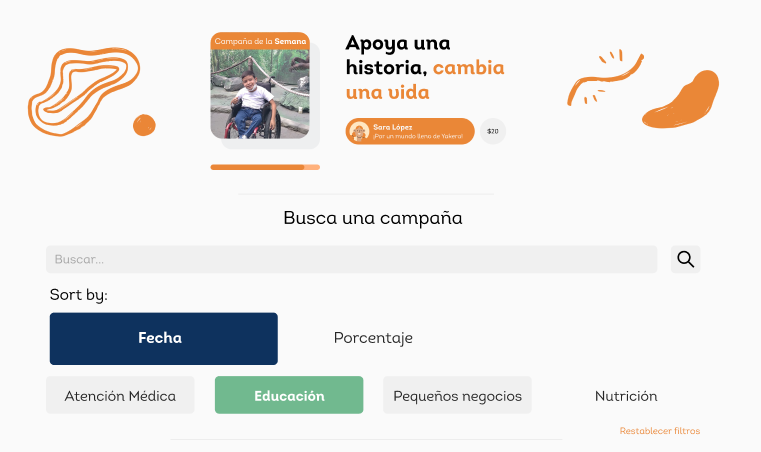 Campaña de la Semana
Apoya una
historia, cambia
una vida
Sara López
¡Por un mundo lleno de Yakera!
$20
Busca una campaña
Buscar...
Sort by:
Fecha
Porcentaje
Atención Médica
Educación
Pequeños negocios
Nutrición
Restablecer filtros